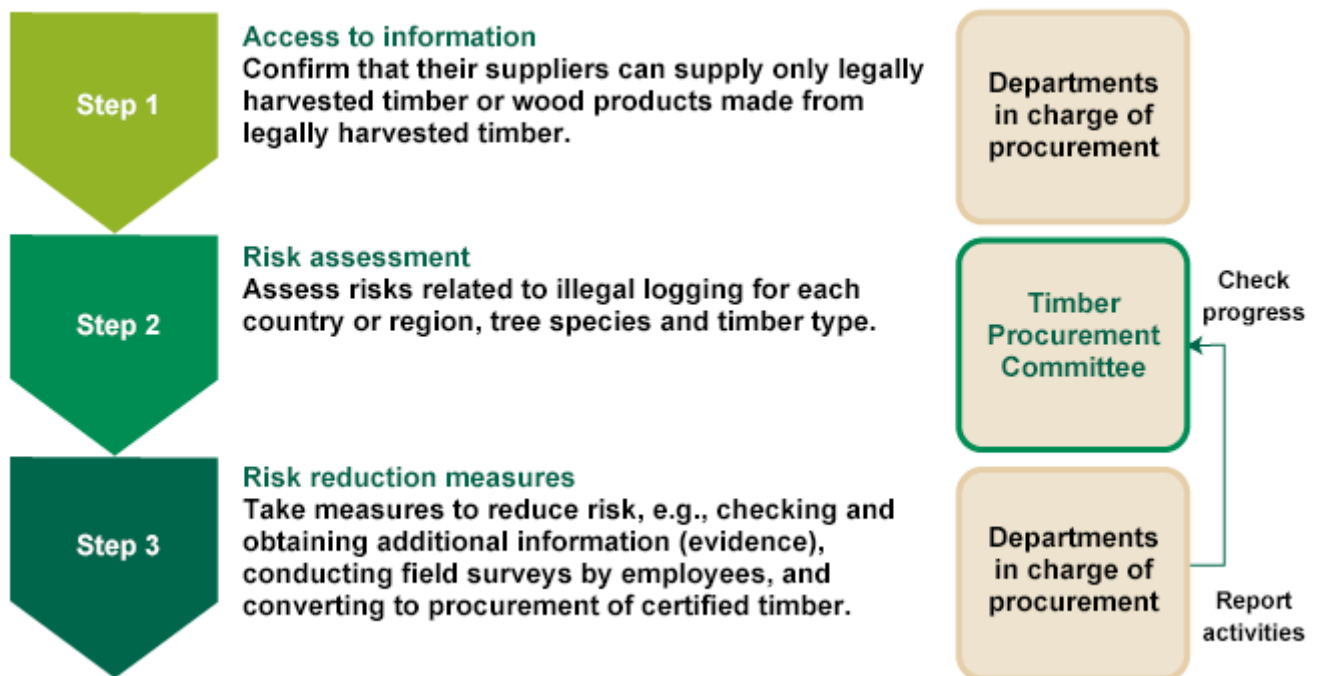 Step 1
Access to information
Confirm that their suppliers can supply only legally
harvested timber or wood products made from
legally harvested timber.
Departments
in charge of
procurement
Step 2
Risk assessment
Assess risks related to illegal logging for each
country or region, tree species and timber type.
Timber
Procurement
Committee
Check
progress
Step 3
Risk reduction measures
Take measures to reduce risk, e.g., checking and
obtaining additional information (evidence),
conducting field surveys by employees, and
converting to procurement of certified timber.
Departments
in charge of
procurement
Report
activities